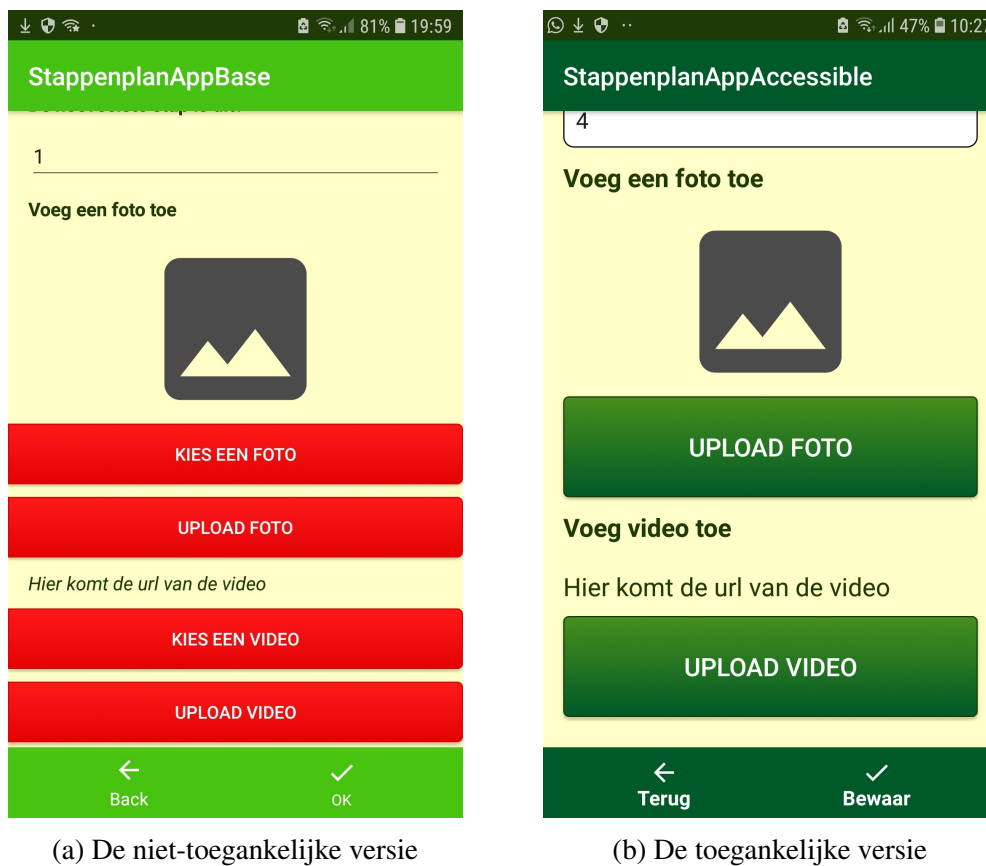 81% 19:59
StappenplanAppBase
1
Voeg een foto toe
KIES EEN FOTO
UPLOAD FOTO
Hier komt de url van de video
KIES EEN VIDEO
UPLOAD VIDEO
Back OK
(a) De niet-toegankelijke versie
47% 10:27
StappenplanAppAccessible
4
Voeg een foto toe
UPLOAD FOTO
Voeg video toe
Hier komt de url van de video
UPLOAD VIDEO
Terug Bewaar
(b) De toegankelijke versie